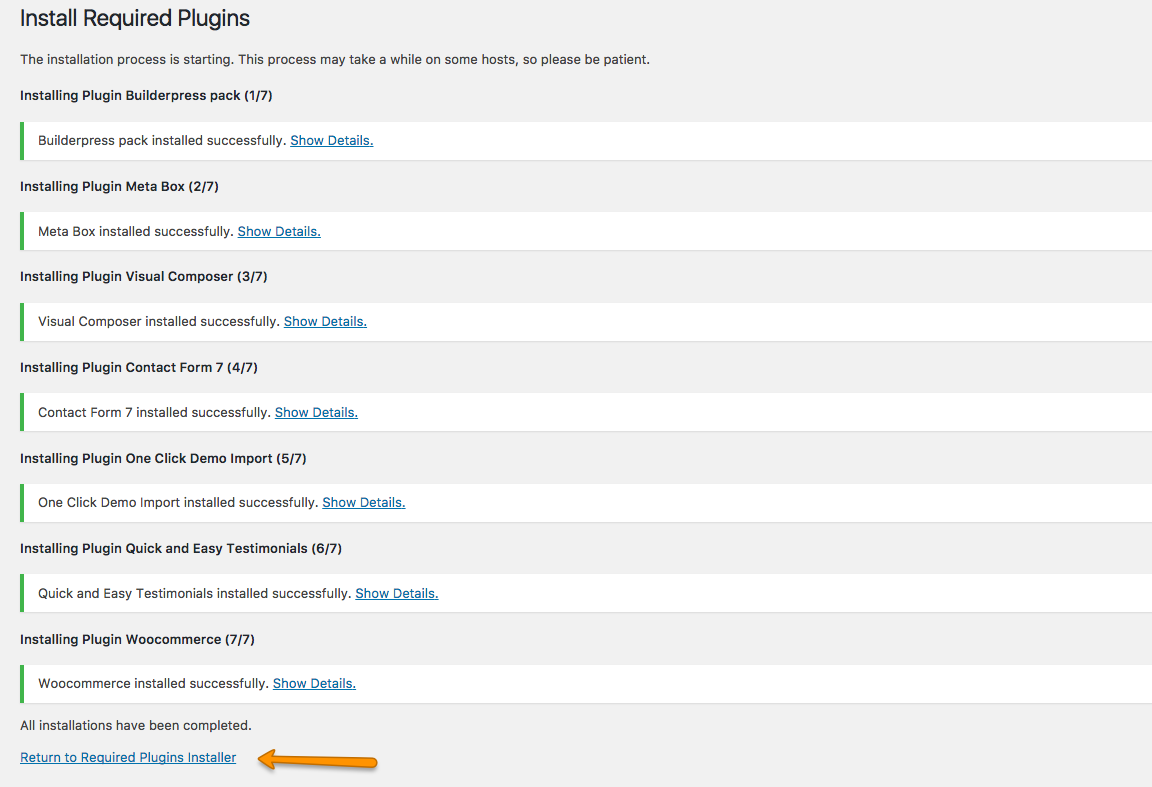 Install Required Plugins
The installation process is starting. This process may take a while on some hosts, so please be patient.
Installing Plugin Builderpress pack (1/7)
Builderpress pack installed successfully. Show Details.
Installing Plugin Meta Box (2/7)
Meta Box installed successfully. Show Details.
Installing Plugin Visual Composer (3/7)
Visual Composer installed successfully. Show Details.
Installing Plugin Contact Form 7 (4/7)
Contact Form 7 installed successfully. Show Details.
Installing Plugin One Click Demo Import (5/7)
One Click Demo Import installed successfully. Show Details.
Installing Plugin Quick and Easy Testimonials (6/7)
Quick and Easy Testimonials installed successfully. Show Details.
Installing Plugin Woocommerce (7/7)
Woocommerce installed successfully. Show Details.
All installations have been completed.
Return to Required Plugins Installer